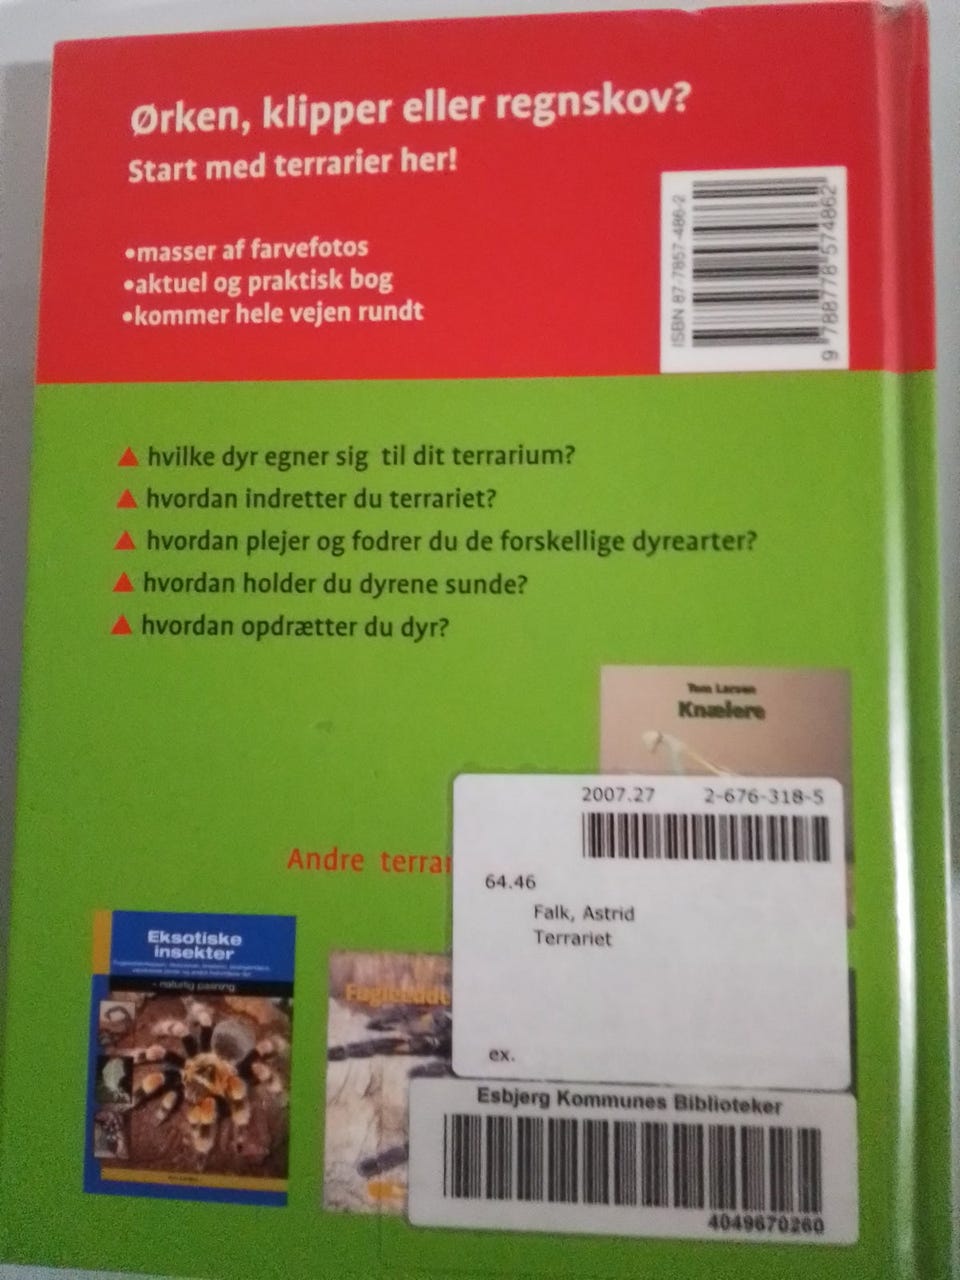 Ørken, klipper eller regnskov?
Start med terrarier her!
•masser af farvefotos
•aktuel og praktisk bog
•kommer hele vejen rundt
ISBN 87-7857-486-2
9 788778 574862
▲ hvilke dyr egner sig til dit terrarium?
▲ hvordan indretter du terrariet?
▲ hvordan plejer og fodrer du de forskellige dyrearter?
▲ hvordan holder du dyrene sunde?
▲ hvordan opdrætter du dyr?
Tom Larsen
Knælere
2007.27 2-676-318-5
64.46
Falk, Astrid
Terrariet
ex.
Andre terrar
Eksotiske
insekter
- naturlig pasning
Fugleedde
Esbjerg Kommunes Biblioteker
4049670260